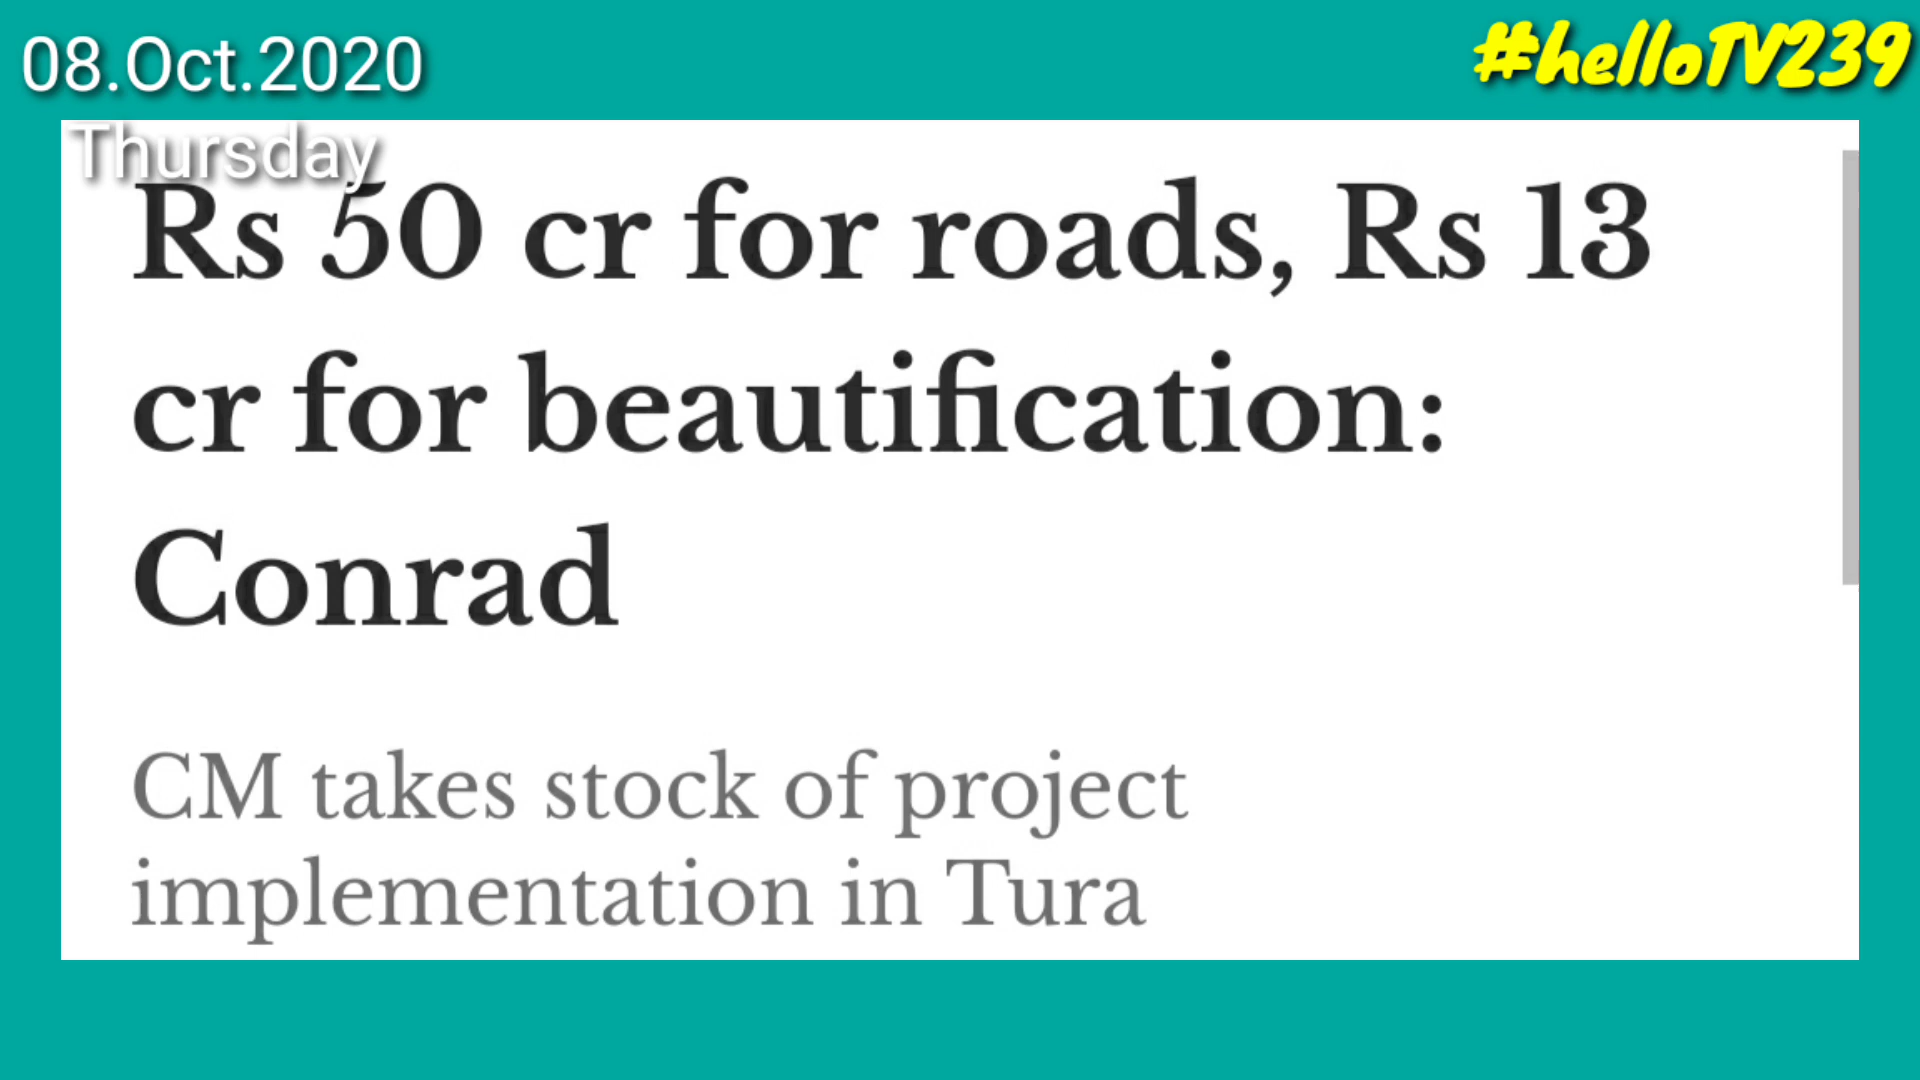 08.Oct.2020
#helloTV239
Thursday
Rs 50 cr for roads, Rs 13
cr for beautification:
Conrad
CM takes stock of project
implementation in Tura